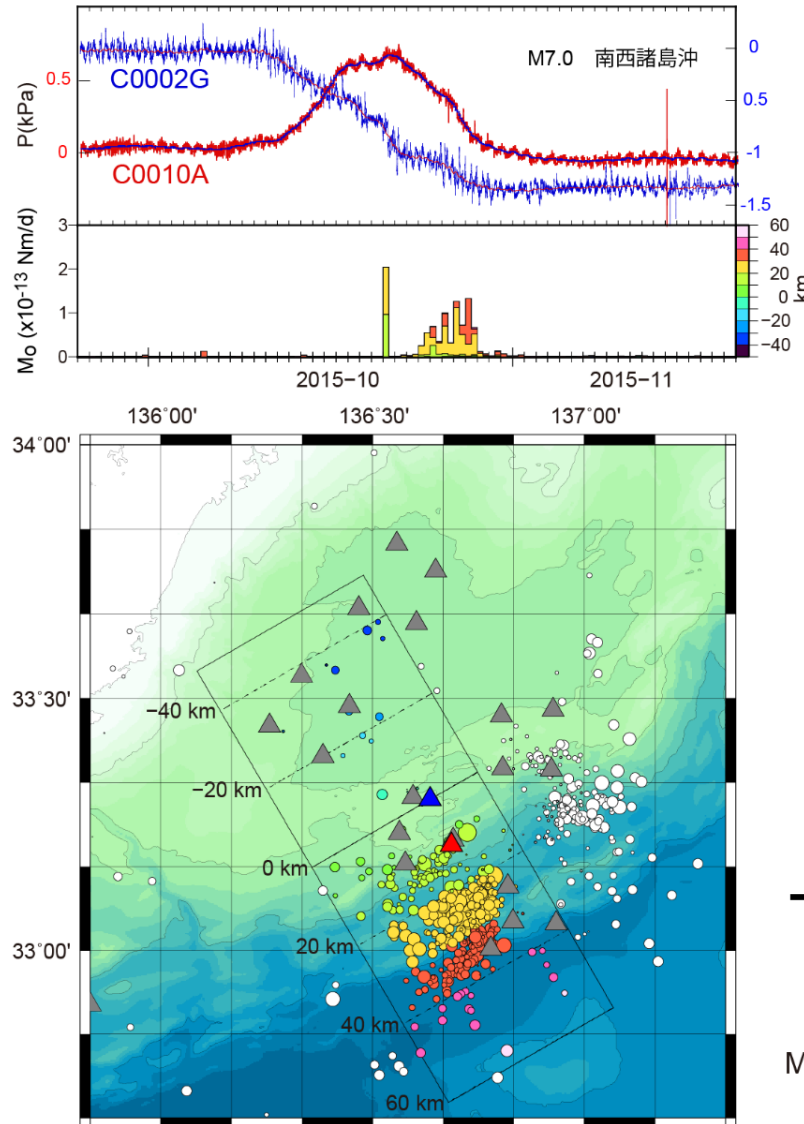 M7.0 南西諸島沖
C0002G
C0010A
P(kPa)
0.5
0
0
-0.5
-1
-1.5
Mo (x10-13 Nm/d)
3
2
1
0
60
40
20
0
−20
−40
km
2015−10
2015−11
136°00'
136°30'
137°00'
34°00'
33°30'
33°00'
−40 km
−20 km
0 km
20 km
40 km
60 km
M